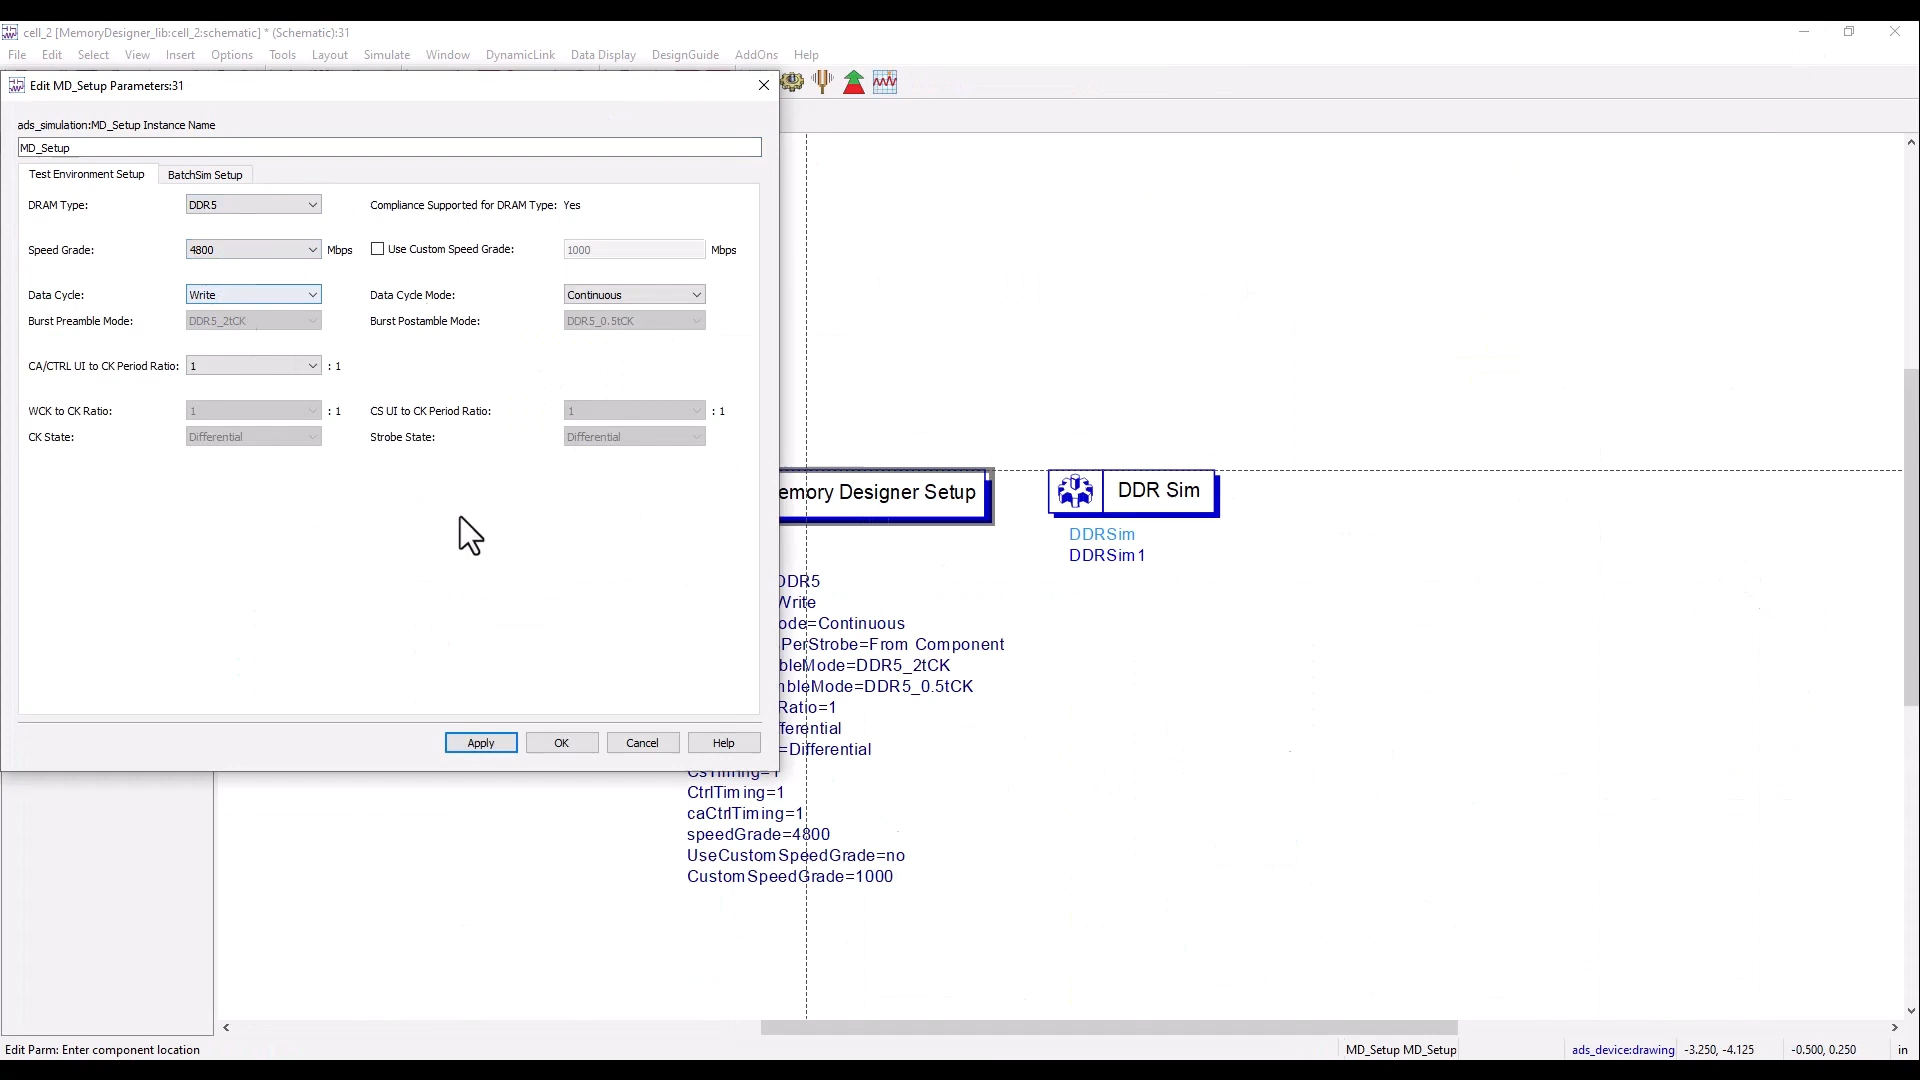 cell_2 [MemoryDesigner_lib:cell_2:schematic] * (Schematic):31
File Edit Select View Insert Options Tools Layout Simulate Window DynamicLink Data Display DesignGuide AddOns Help
Edit MD_Setup Parameters:31
ads_simulation:MD_Setup Instance Name
MD_Setup
Test Environment Setup BatchSim Setup
DRAM Type: DDR5 Compliance Supported for DRAM Type: Yes
Speed Grade: 4800 Mbps Use Custom Speed Grade: 1000 Mbps
Data Cycle: Write Data Cycle Mode: Continuous
Burst Preamble Mode: DDR5_2tCK Burst Postamble Mode: DDR5_0.5tCK
CA/CTRL UI to CK Period Ratio: 1 : 1
WCK to CK Ratio: 1 : 1 CS UI to CK Period Ratio: 1 : 1
CK State: Differential Strobe State: Differential
Apply OK Cancel Help
emory Designer Setup
DDR Sim
DDRSim
DDRSim1
DDR5
Write
ode=Continuous
PerStrobe=From Component
bleMode=DDR5_2tCK
nbleMode=DDR5_0.5tCK
Ratio=1
fferential
=Differential
CsTiming=1
CtrlTiming=1
caCtrlTiming=1
speedGrade=4800
UseCustomSpeedGrade=no
CustomSpeedGrade=1000
Edit Parm: Enter component location MD_Setup MD_Setup ads_device:drawing -3.250, -4.125 -0.500, 0.250 in